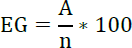 EG = A/n * 100